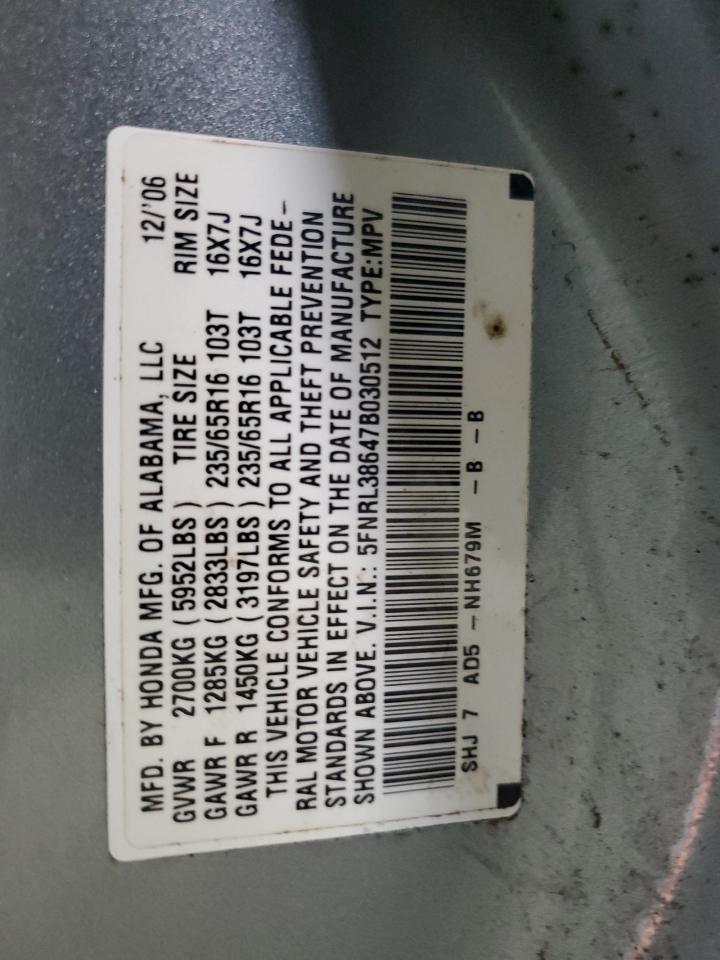 MFD. BY HONDA MFG. OF ALABAMA, LLC 12/'06
GVWR 2700KG (5952LBS) TIRE SIZE RIM SIZE
GAWR F 1285KG (2833LBS) 235/65R16 103T 16X7J
GAWR R 1450KG (3197LBS) 235/65R16 103T 16X7J
THIS VEHICLE CONFORMS TO ALL APPLICABLE FEDE-
RAL MOTOR VEHICLE SAFETY AND THEFT PREVENTION
STANDARDS IN EFFECT ON THE DATE OF MANUFACTURE
SHOWN ABOVE. V.I.N.: 5FNRL38647B030512 TYPE:MPV
SHJ 7 AD5 -NH679M -B -B